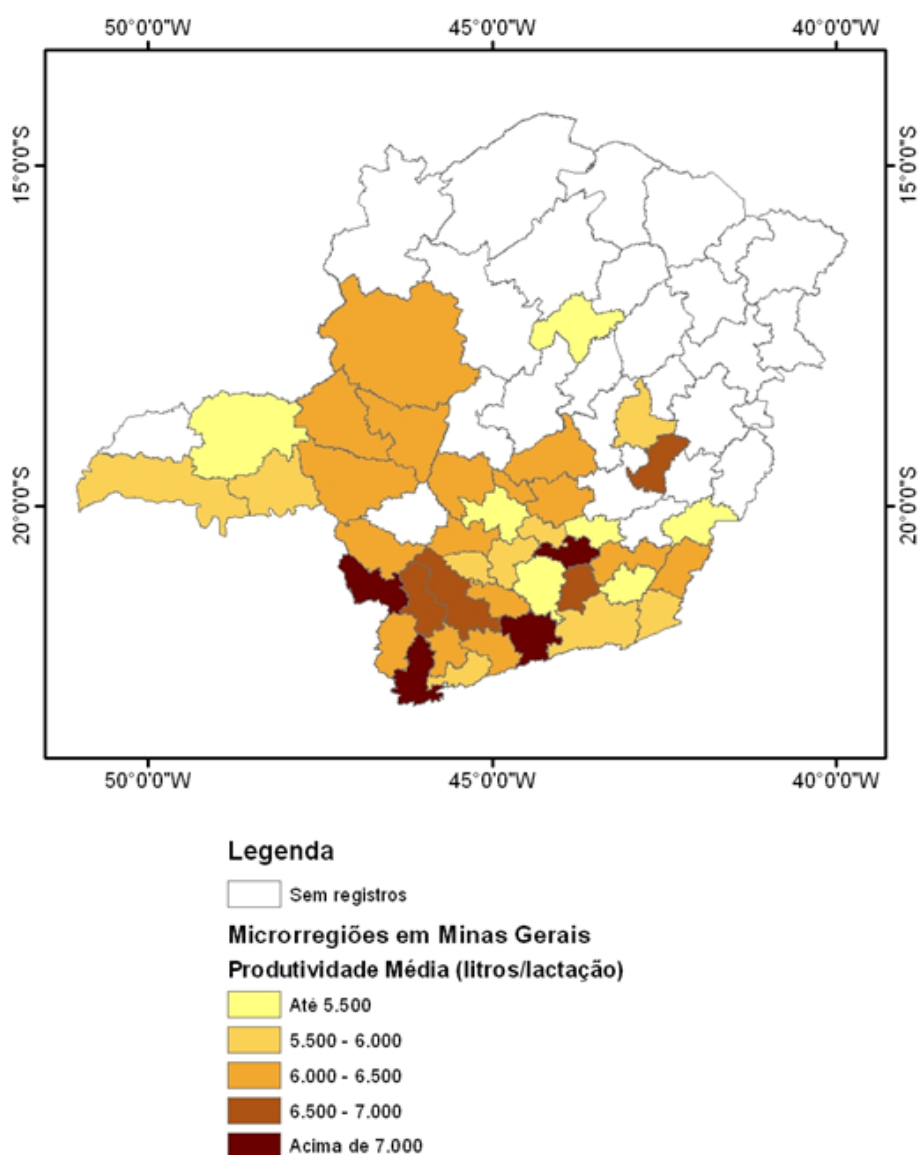 50°0'0"W 45°0'0"W 40°0'0"W
15°0'0"S 15°0'0"S
20°0'0"S 20°0'0"S
50°0'0"W 45°0'0"W 40°0'0"W
Legenda
Sem registros
Microrregiões em Minas Gerais
Produtividade Média (litros/lactação)
Até 5.500
5.500 - 6.000
6.000 - 6.500
6.500 - 7.000
Acima de 7.000